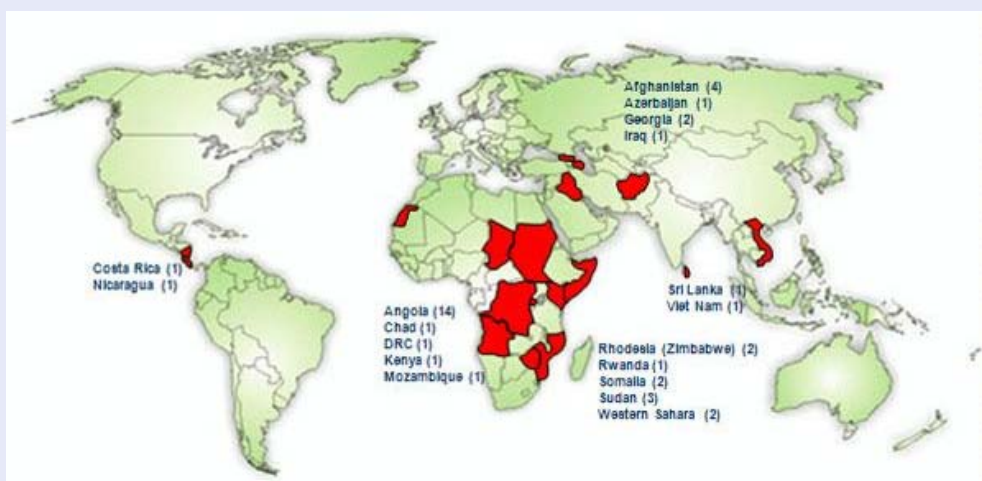 Afghanistan (4)
Azerbaijan (1)
Georgia (2)
Iraq (1)
Costa Rica (1)
Nicaragua (1)
Sri Lanka (1)
Viet Nam (1)
Angola (14)
Chad (1)
DRC (1)
Kenya (1)
Mozambique (1)
Rhodesia (Zimbabwe) (2)
Rwanda (1)
Somalia (2)
Sudan (3)
Western Sahara (2)